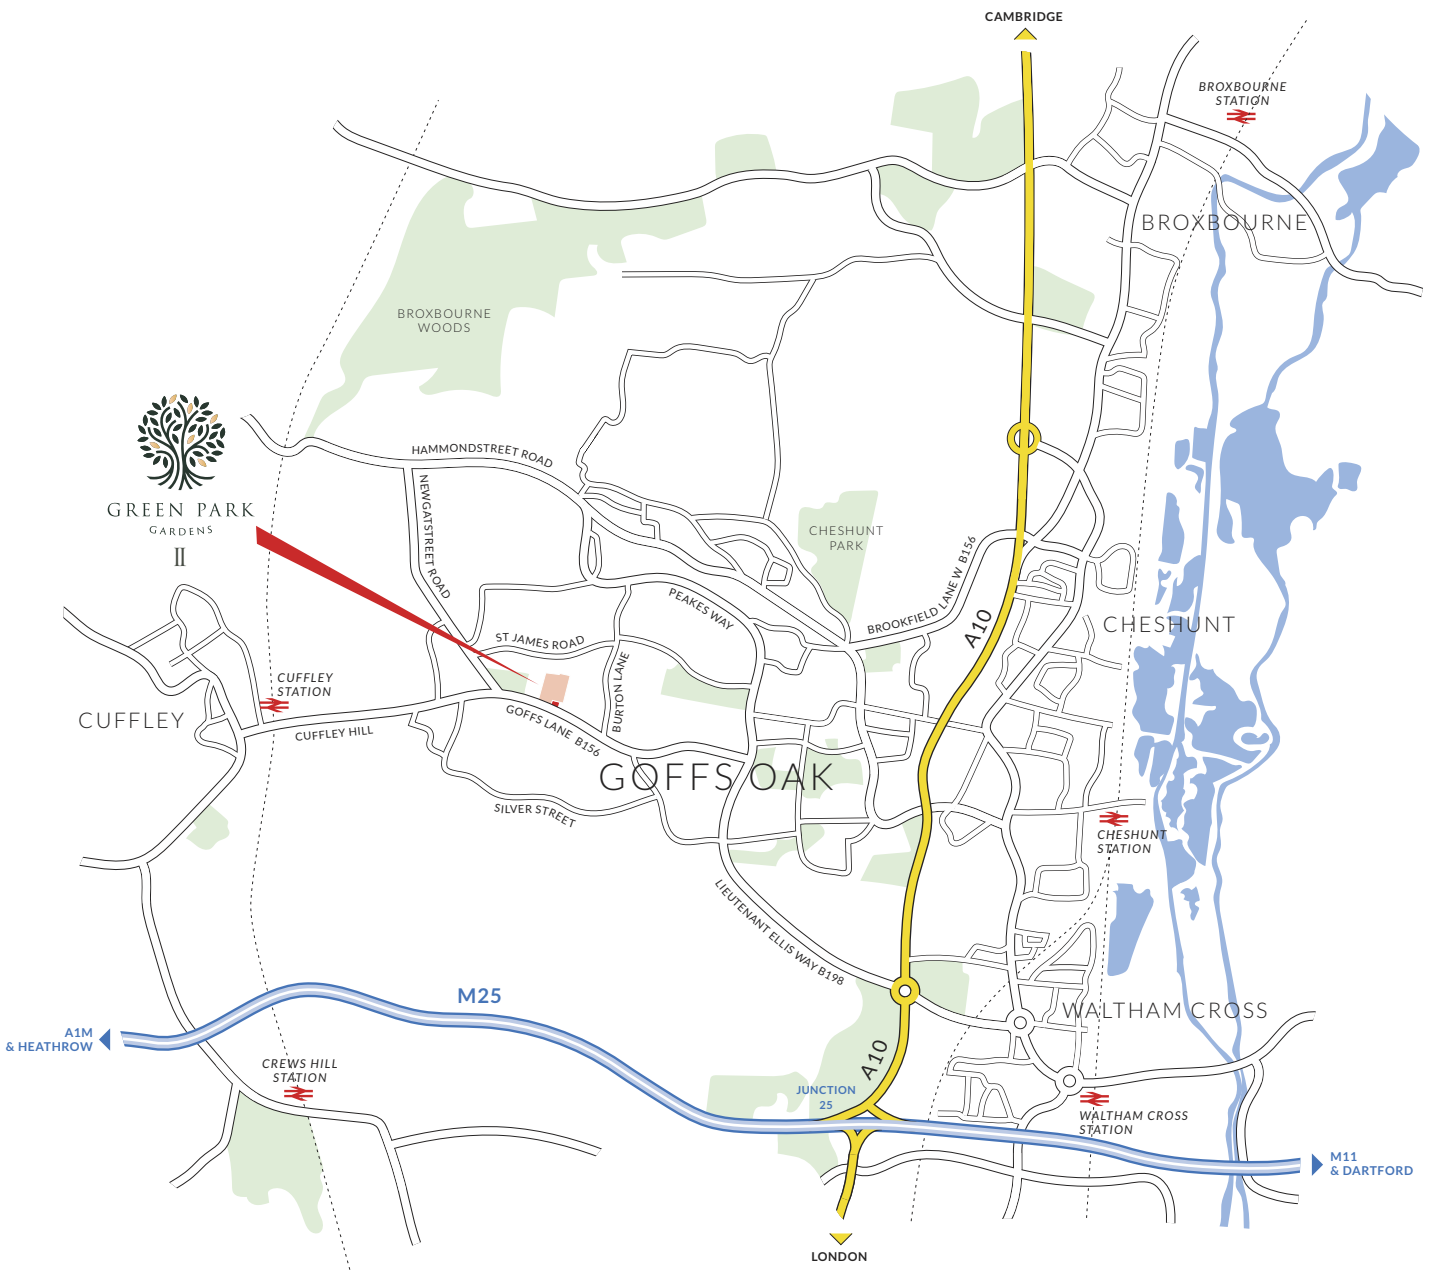 CAMBRIDGE
BROXBOURNE
STATION
BROXBOURNE
BROXBOURNE
WOODS
GREEN PARK
GARDENS
II
HAMMONDSTREET ROAD
NEWGATSTREET ROAD
CHESHUNT
PARK
BROOKFIELD LANE W B156
A10
PEAKES WAY
ST JAMES ROAD
BURTON LANE
CHESHUNT
CUFFLEY
STATION
CUFFLEY
CUFFLEY HILL
GOFFS LANE B156
GOFFS OAK
SILVER STREET
CHESHUNT
STATION
LIEUTENANT ELLIS WAY B198
M25
A1M
& HEATHROW
WALTHAM CROSS
CREWS HILL
STATION
A10
JUNCTION
25
WALTHAM CROSS
STATION
M11
& DARTFORD
LONDON